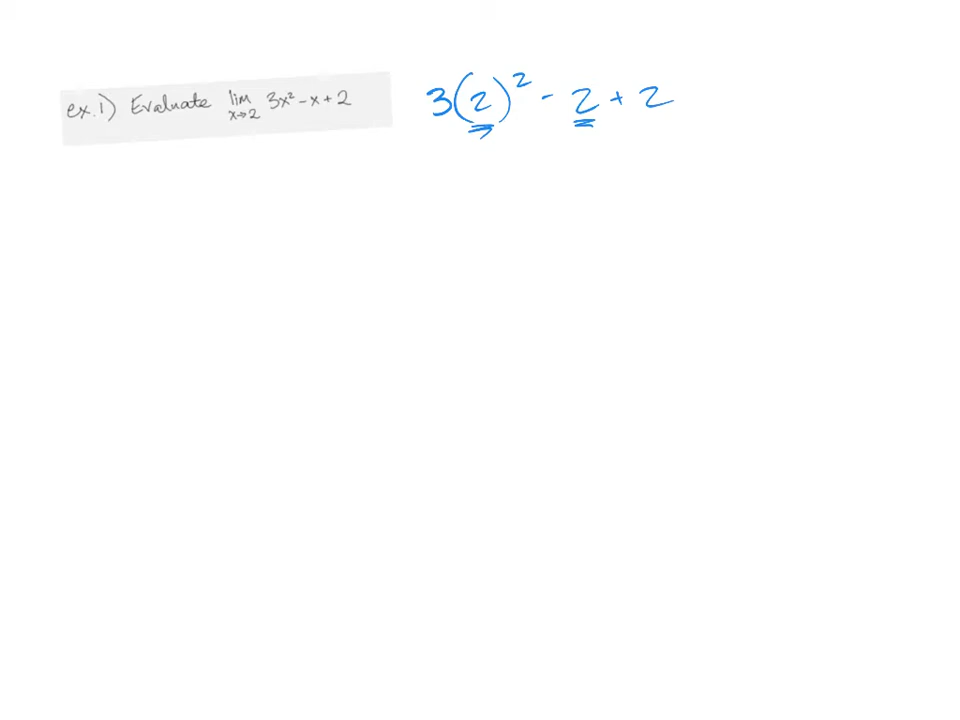 ex.1) Evaluate lim x→2 3x² - x + 2
3(2)² - 2 + 2